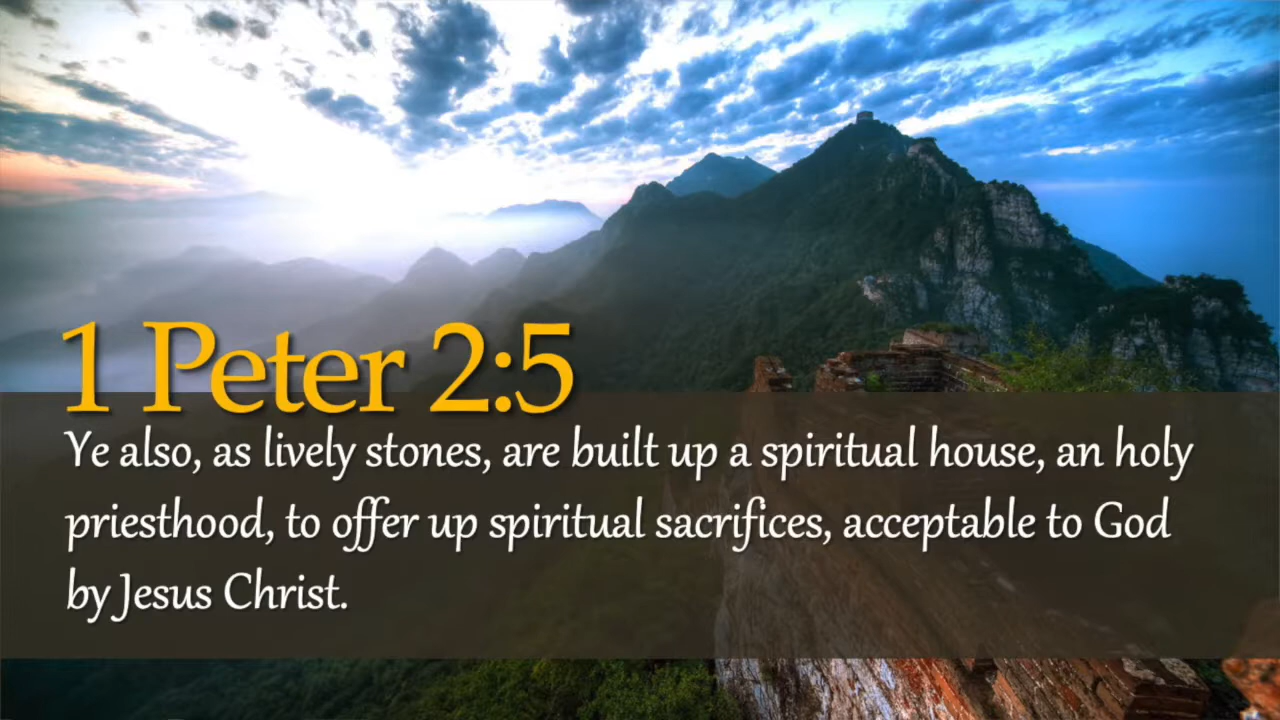 1 Peter 2:5
Ye also, as lively stones, are built up a spiritual house, an holy
priesthood, to offer up spiritual sacrifices, acceptable to God
by Jesus Christ.